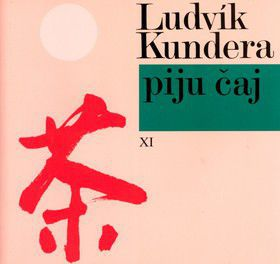 Ludvík
Kundera
piju čaj
XI
茶